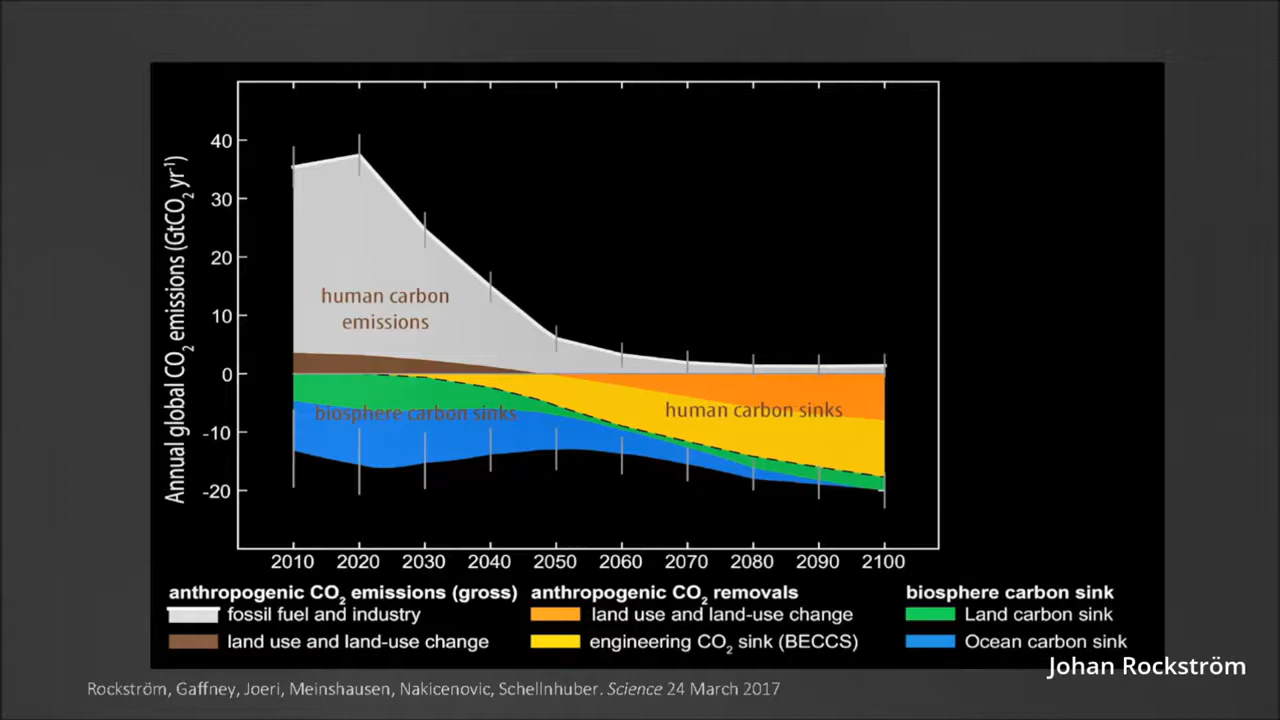 Annual global CO2 emissions (GtCO2 yr-1)
40
30
20
10
0
-10
-20
human carbon
emissions
biosphere carbon sinks
human carbon sinks
2010 2020 2030 2040 2050 2060 2070 2080 2090 2100
anthropogenic CO2 emissions (gross) anthropogenic CO2 removals biosphere carbon sink
fossil fuel and industry land use and land-use change Land carbon sink
land use and land-use change engineering CO2 sink (BECCS) Ocean carbon sink
Johan Rockström
Rockström, Gaffney, Joeri, Meinshausen, Nakicenovic, Schellnhuber. Science 24 March 2017